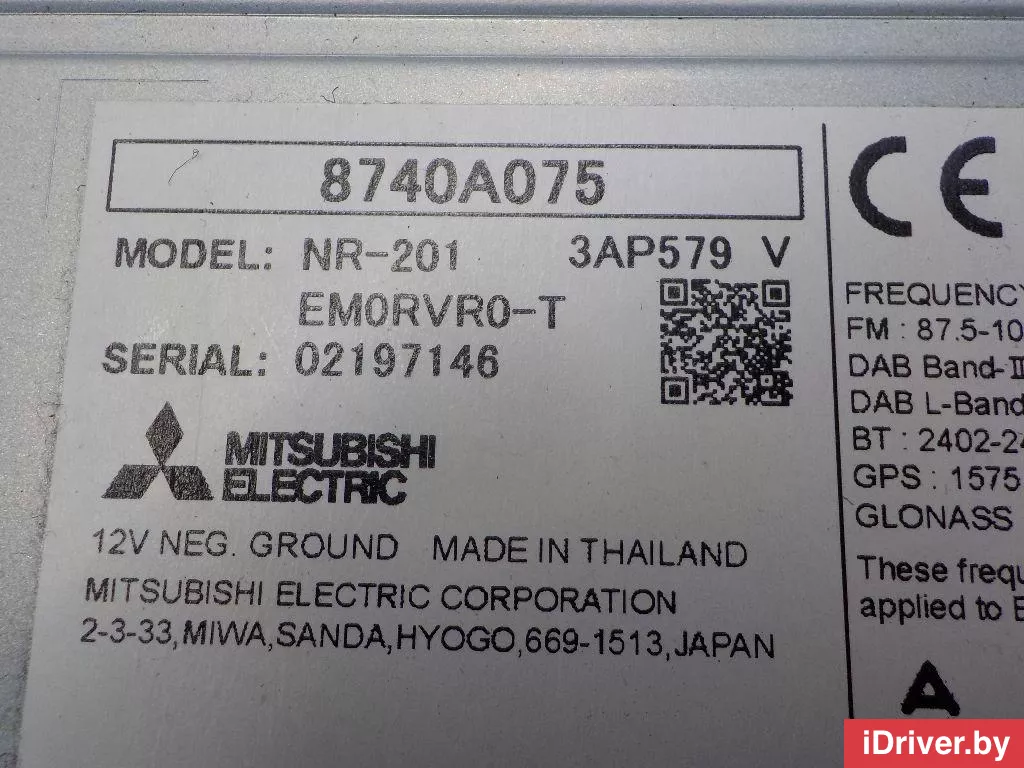 8740A075
MODEL: NR-201 3AP579 V
EM0RVR0-T
SERIAL: 02197146
MITSUBISHI
ELECTRIC
12V NEG. GROUND MADE IN THAILAND
MITSUBISHI ELECTRIC CORPORATION
2-3-33,MIWA,SANDA,HYOGO,669-1513,JAPAN
CE
FREQUENCY
FM : 87.5-10
DAB Band-III
DAB L-Band
BT : 2402-24
GPS : 1575
GLONASS
These frequ
applied to E
A
iDriver.by